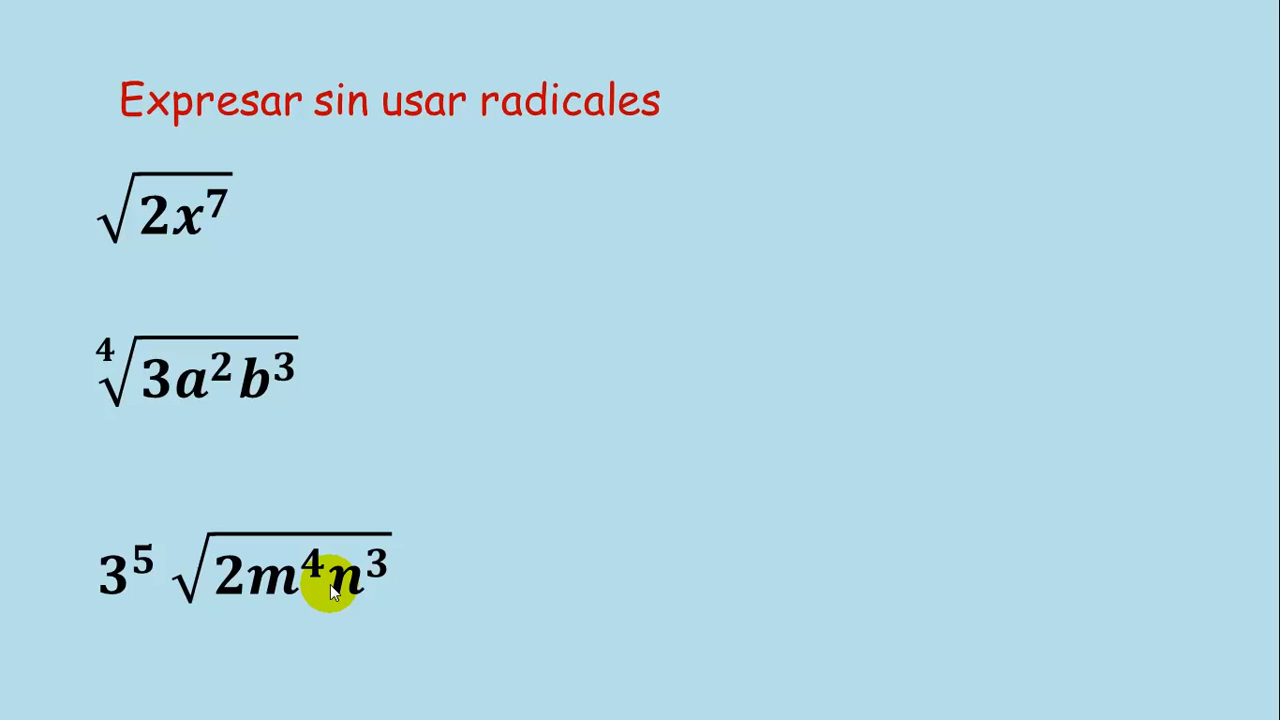 Expresar sin usar radicales
√(2x⁷)
⁴√(3a²b³)
3⁵ √(2m⁴n³)